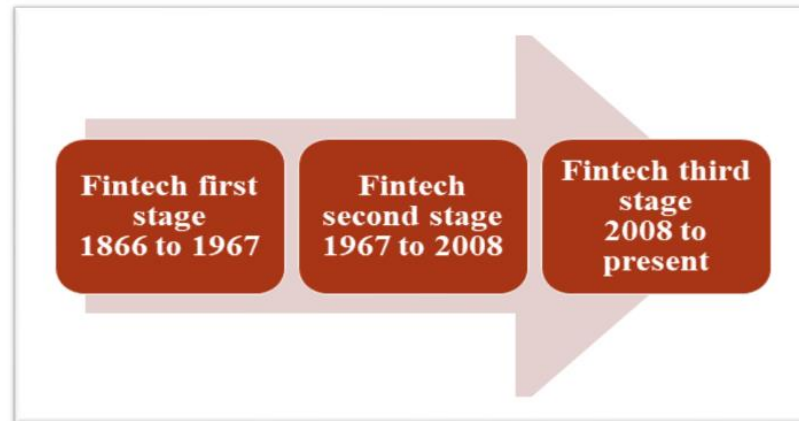 Fintech first
stage
1866 to 1967
Fintech
second stage
1967 to 2008
Fintech third
stage
2008 to
present